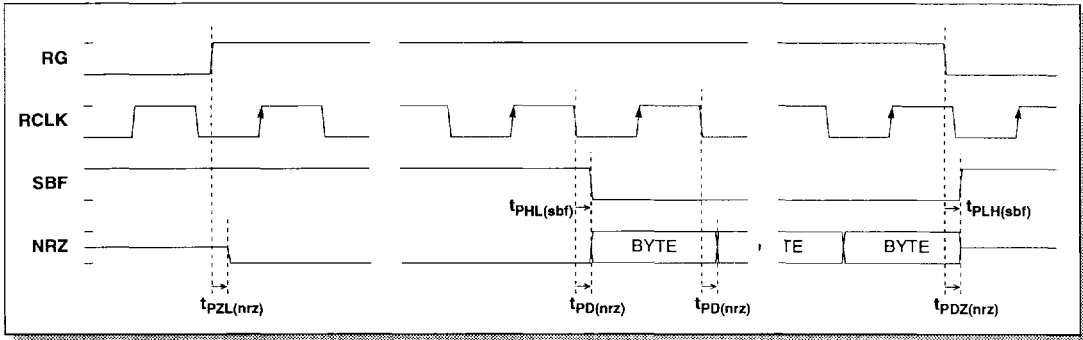 RG
RCLK
SBF
tPHL(sbf)
tPLH(sbf)
NRZ
BYTE
TE
BYTE
tPZL(nrz)
tPD(nrz)
tPD(nrz)
tPDZ(nrz)